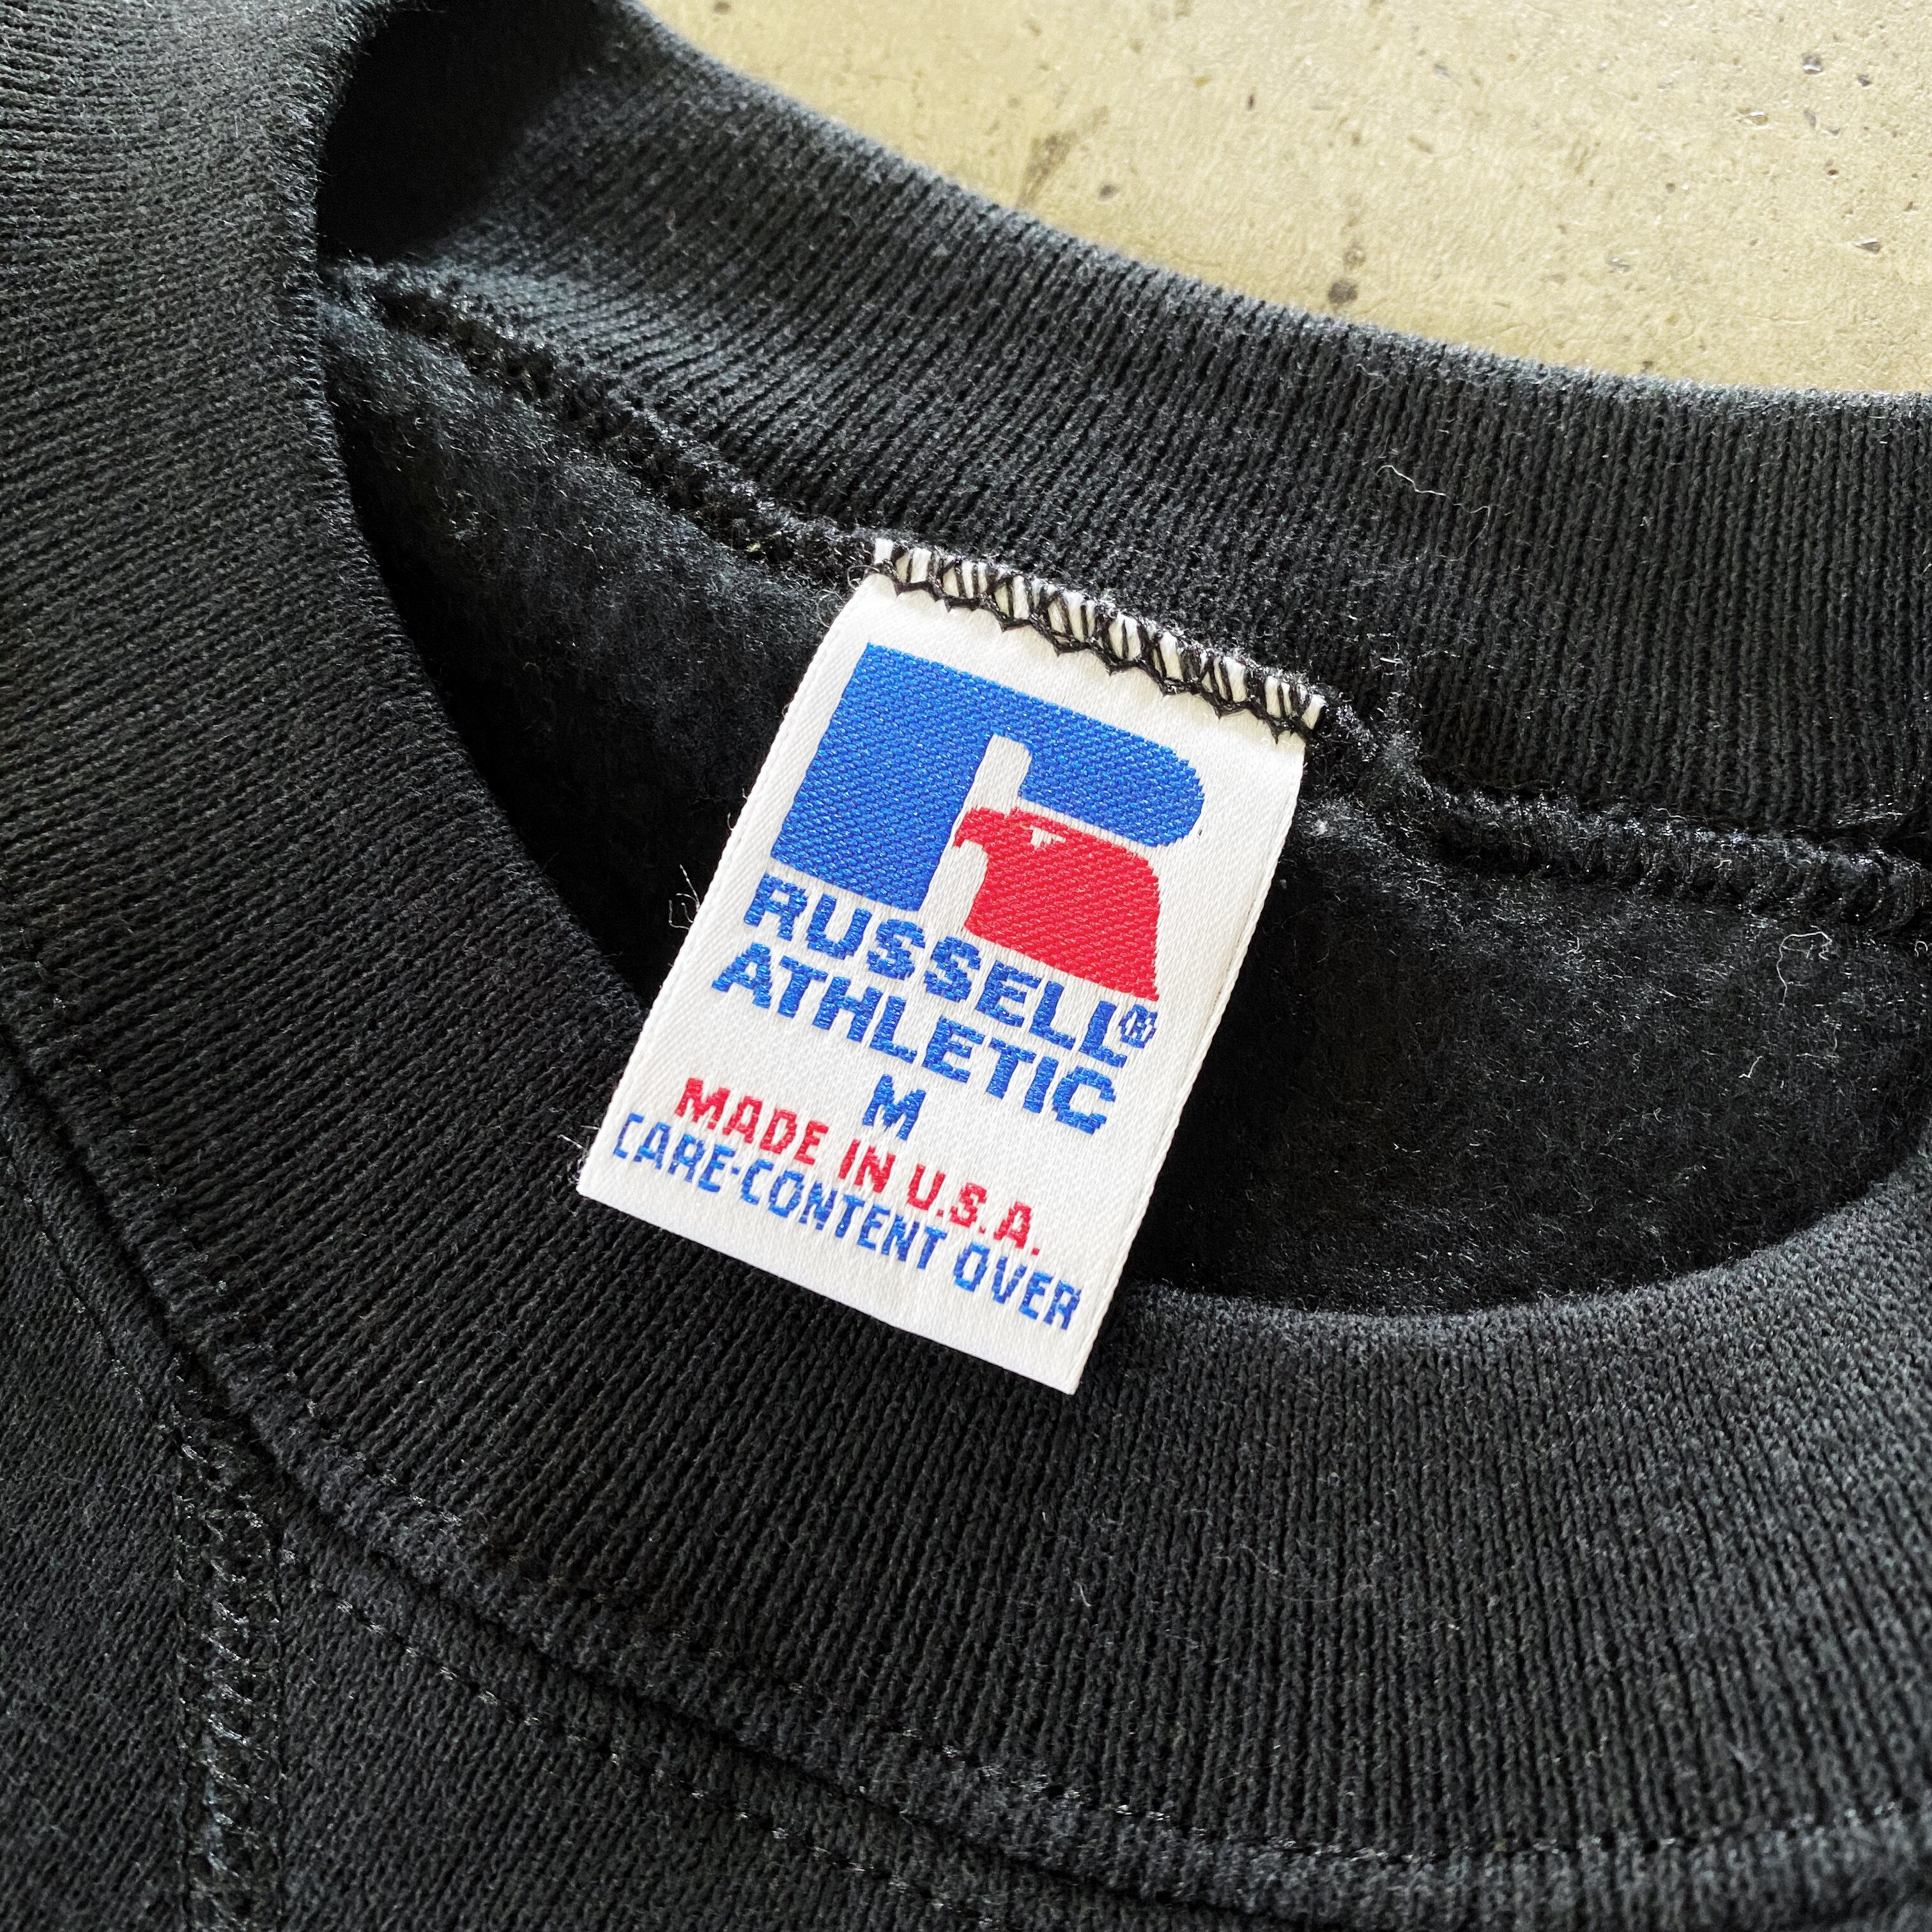 RUSSELL®
ATHLETIC
M
MADE IN U.S.A.
CARE-CONTENT OVER